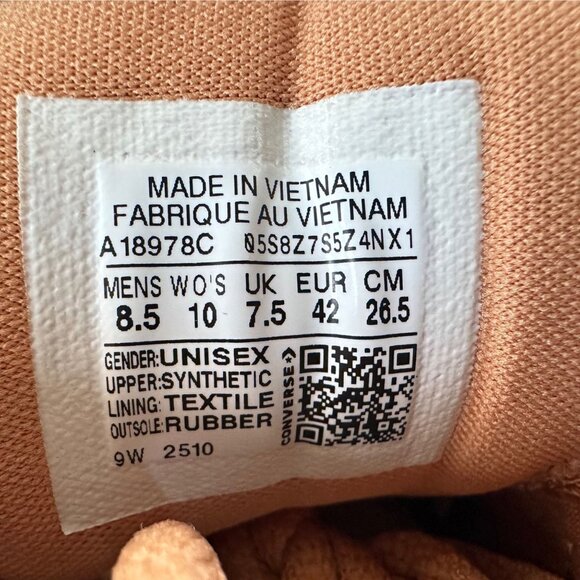 MADE IN VIETNAM
FABRIQUE AU VIETNAM
A18978C 05S8Z7S5Z4NX1
MENS WO'S UK EUR CM
8.5 10 7.5 42 26.5
GENDER: UNISEX
UPPER: SYNTHETIC
LINING: TEXTILE
OUTSOLE: RUBBER
CONVERSE
9W 2510